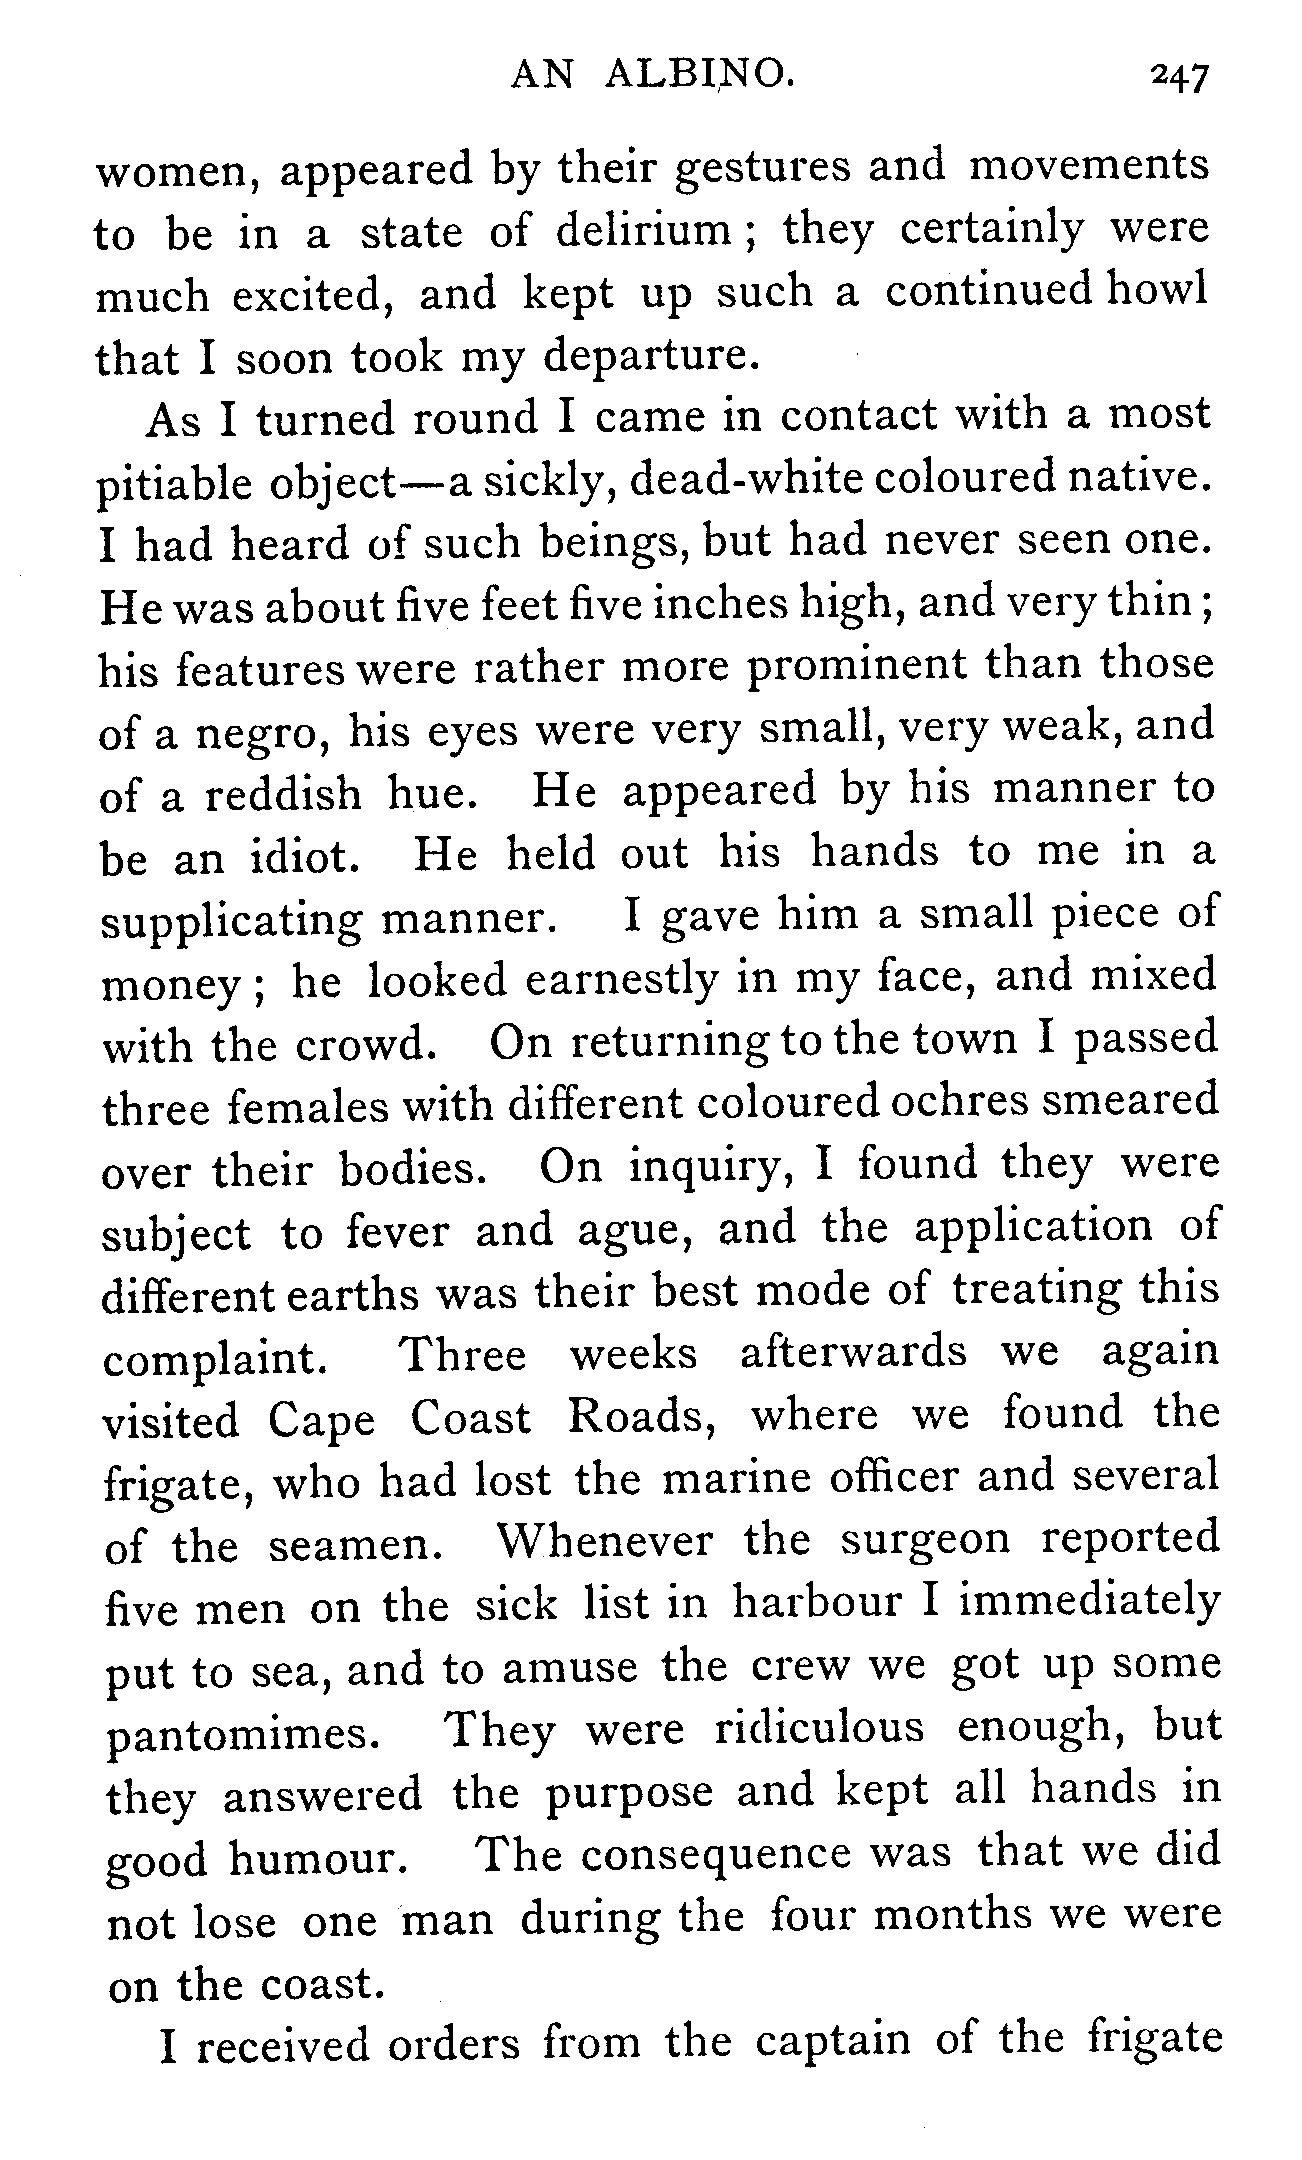 AN ALBINO. 247
women, appeared by their gestures and movements
to be in a state of delirium ; they certainly were
much excited, and kept up such a continued howl
that I soon took my departure.
As I turned round I came in contact with a most
pitiable object—a sickly, dead-white coloured native.
I had heard of such beings, but had never seen one.
He was about five feet five inches high, and very thin ;
his features were rather more prominent than those
of a negro, his eyes were very small, very weak, and
of a reddish hue. He appeared by his manner to
be an idiot. He held out his hands to me in a
supplicating manner. I gave him a small piece of
money ; he looked earnestly in my face, and mixed
with the crowd. On returning to the town I passed
three females with different coloured ochres smeared
over their bodies. On inquiry, I found they were
subject to fever and ague, and the application of
different earths was their best mode of treating this
complaint. Three weeks afterwards we again
visited Cape Coast Roads, where we found the
frigate, who had lost the marine officer and several
of the seamen. Whenever the surgeon reported
five men on the sick list in harbour I immediately
put to sea, and to amuse the crew we got up some
pantomimes. They were ridiculous enough, but
they answered the purpose and kept all hands in
good humour. The consequence was that we did
not lose one man during the four months we were
on the coast.
I received orders from the captain of the frigate